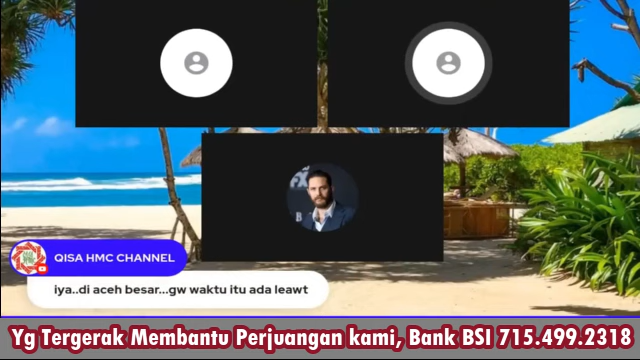 FX
B
QISA HMC CHANNEL
iya..di aceh besar...gw waktu itu ada leawt
Yg Tergerak Membantu Perjuangan kami, Bank BSI 715.499.2318